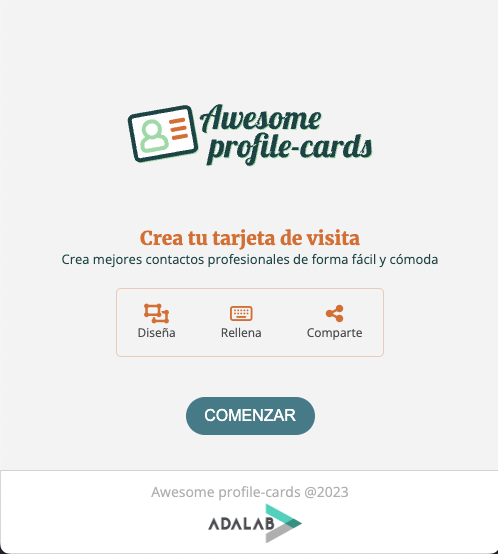 Awesome
profile-cards
Crea tu tarjeta de visita
Crea mejores contactos profesionales de forma fácil y cómoda
Diseña Rellena Comparte
COMENZAR
Awesome profile-cards @2023
ADALAB